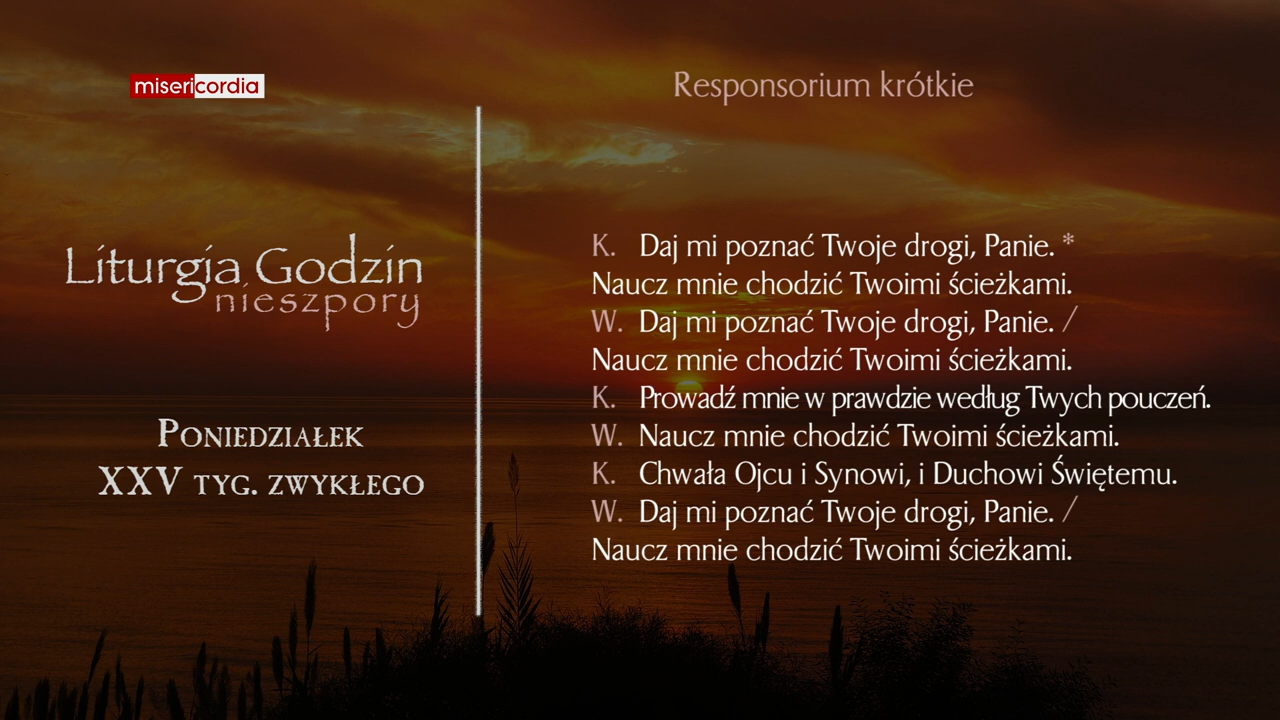 misericordia
Responsorium krótkie
Liturgia Godzin
nieszpory
Poniedziałek
XXV tyg. zwykłego
K. Daj mi poznać Twoje drogi, Panie. *
Naucz mnie chodzić Twoimi ścieżkami.
W. Daj mi poznać Twoje drogi, Panie. /
Naucz mnie chodzić Twoimi ścieżkami.
K. Prowadź mnie w prawdzie według Twych pouczeń.
W. Naucz mnie chodzić Twoimi ścieżkami.
K. Chwała Ojcu i Synowi, i Duchowi Świętemu.
W. Daj mi poznać Twoje drogi, Panie. /
Naucz mnie chodzić Twoimi ścieżkami.